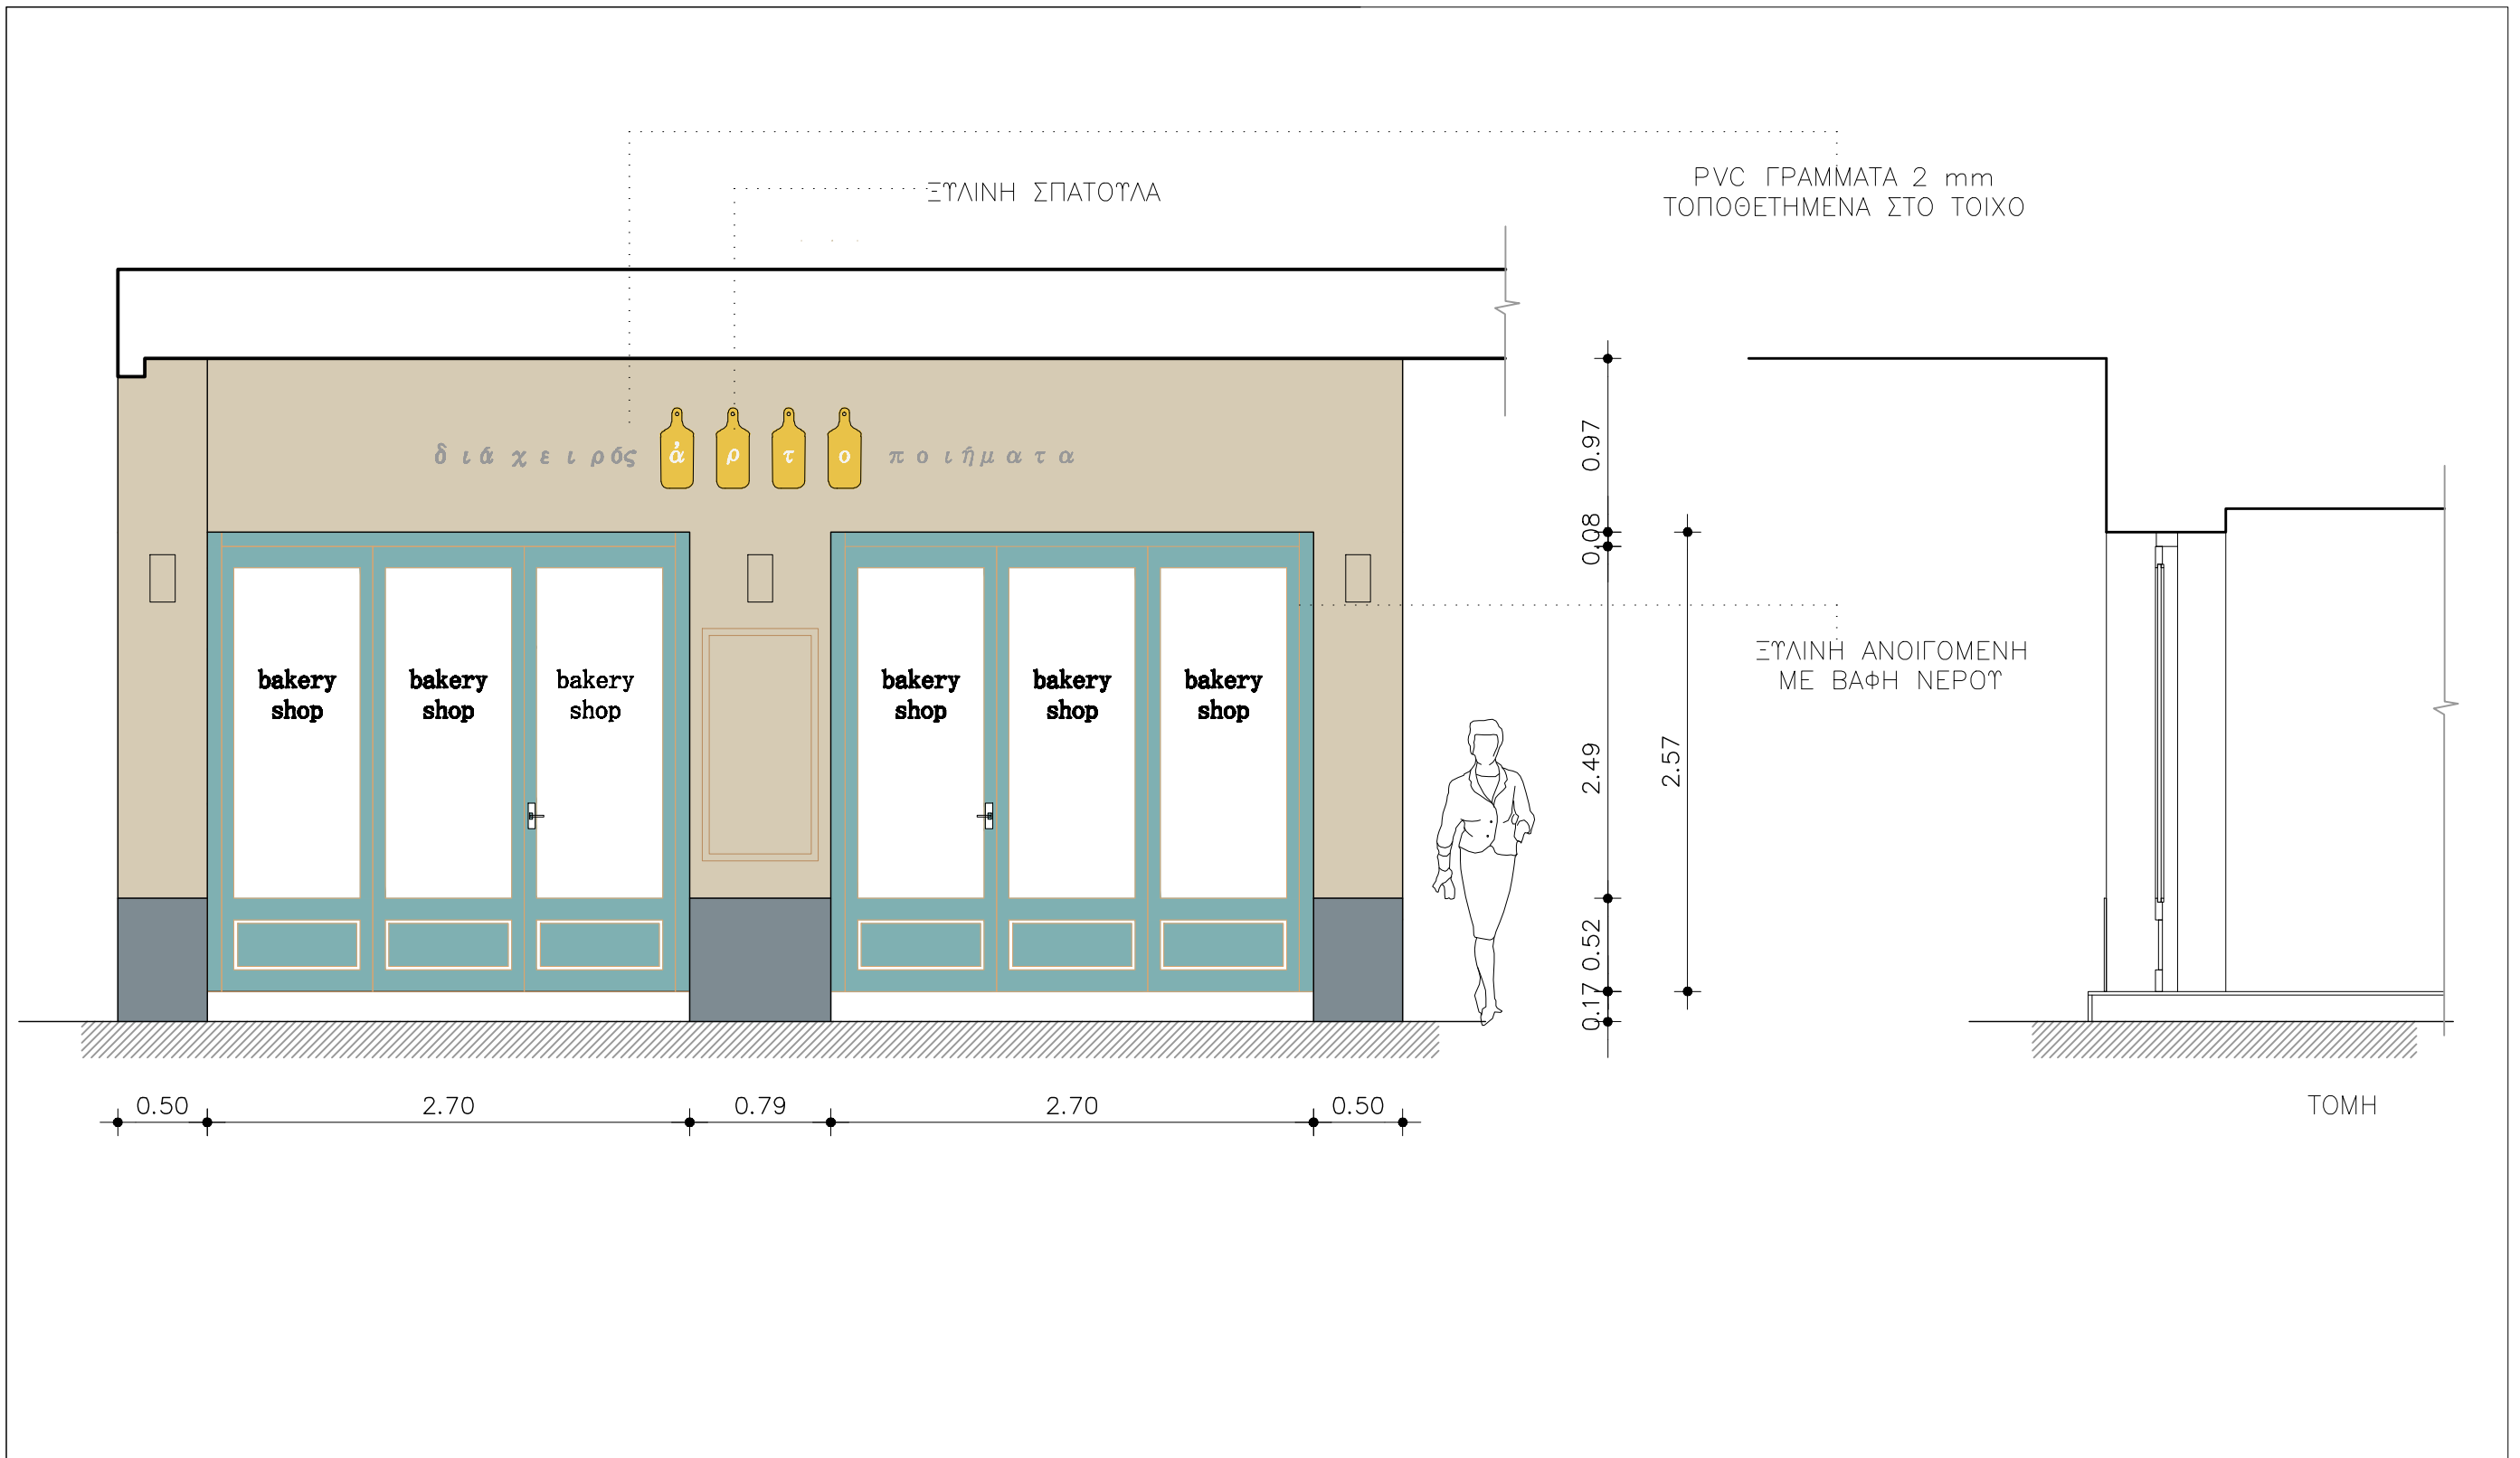 PVC ΓΡΑΜΜΑΤΑ 2 mm
ΤΟΠΟΘΕΤΗΜΕΝΑ ΣΤΟ ΤΟΙΧΟ
ΞΥΛΙΝΗ ΣΠΑΤΟΥΛΑ
διάχειρός ἀρτο ποιήματα
0.97
0.08
2.49
2.57
0.52
0.17
ΞΥΛΙΝΗ ΑΝΟΙΓΟΜΕΝΗ
ΜΕ ΒΑΦΗ ΝΕΡΟΥ
bakery
shop
bakery
shop
bakery
shop
bakery
shop
bakery
shop
bakery
shop
0.50
2.70
0.79
2.70
0.50
ΤΟΜΗ